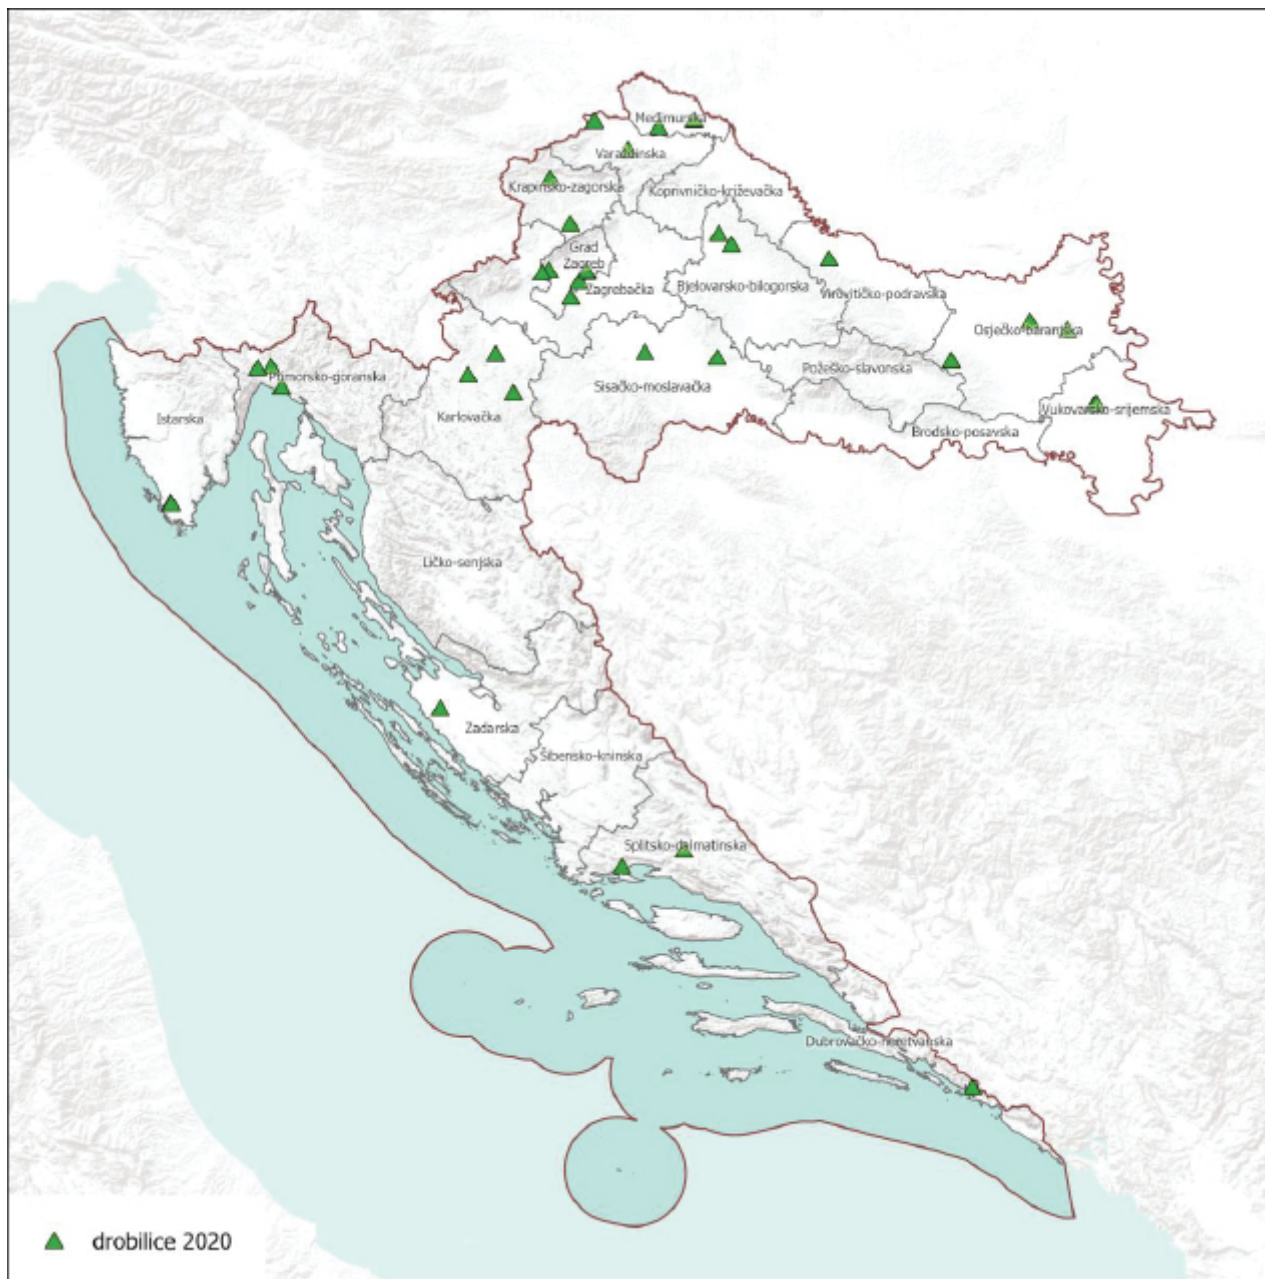 Međimurska
Varaždinska
Krapinsko-zagorska
Koprivničko-križevačka
Grad
Zagreb
Zagrebačka
Bjelovarsko-bilogorska
Virovitičko-podravska
Osječko-baranjska
Primorsko-goranska
Požeško-slavonska
Sisačko-moslavačka
Vukovarsko-srijemska
Istarska
Karlovačka
Brodsko-posavska
Ličko-senjska
Zadarska
Šibensko-kninska
Splitsko-dalmatinska
Dubrovačko-neretvanska
drobilice 2020